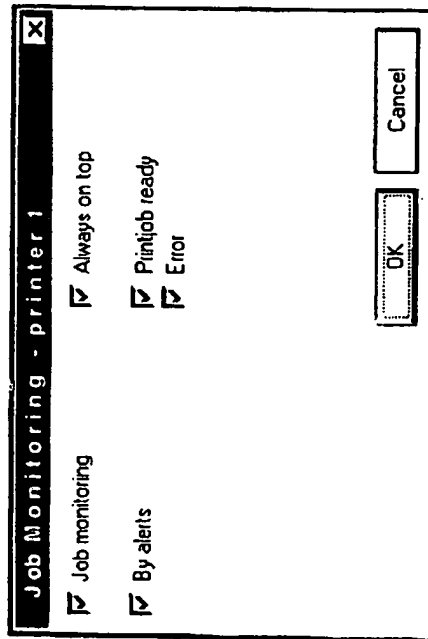 Job Monitoring - printer 1
Job monitoring Always on top
By alerts Printjob ready
Error
OK Cancel